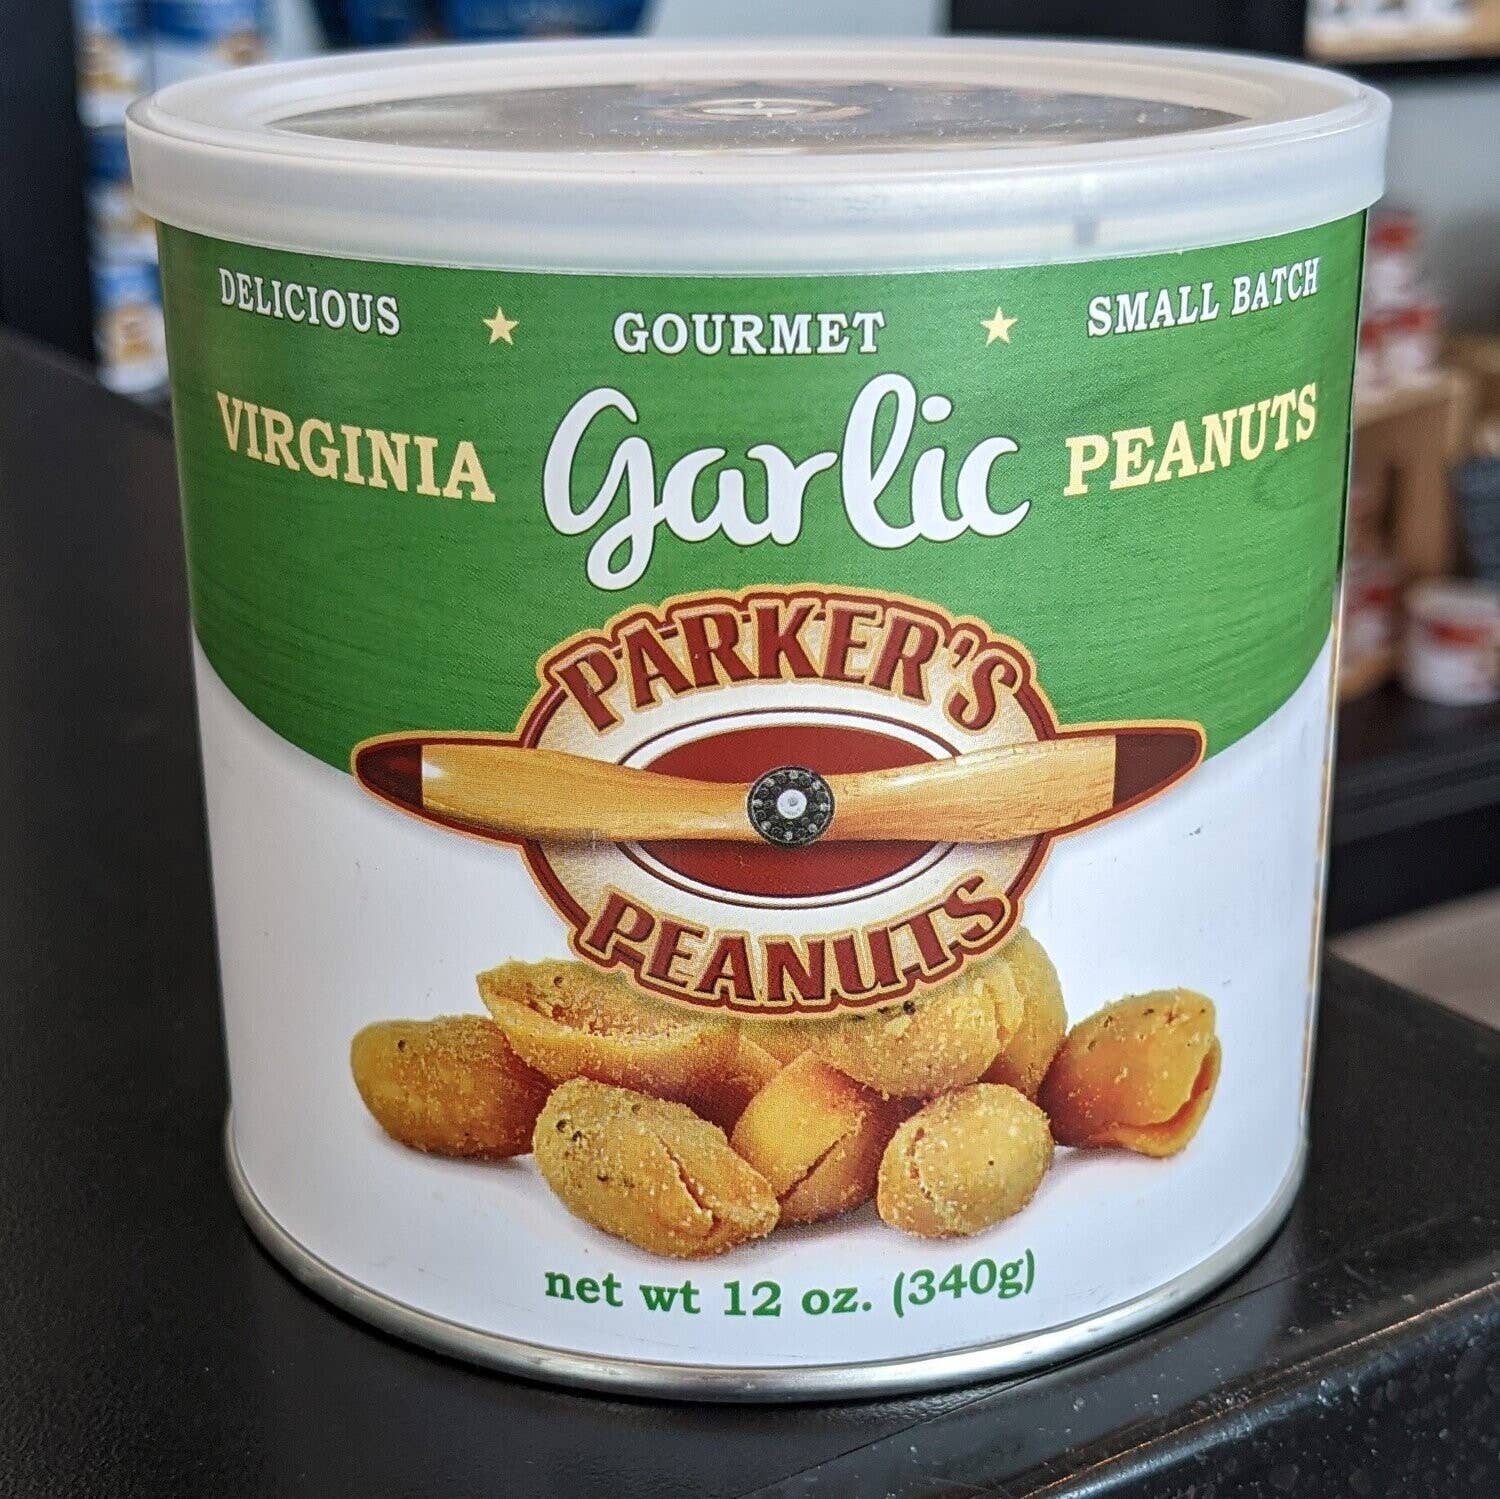 DELICIOUS ★ GOURMET ★ SMALL BATCH
VIRGINIA Garlic PEANUTS
PARKER'S
PEANUTS
net wt 12 oz. (340g)